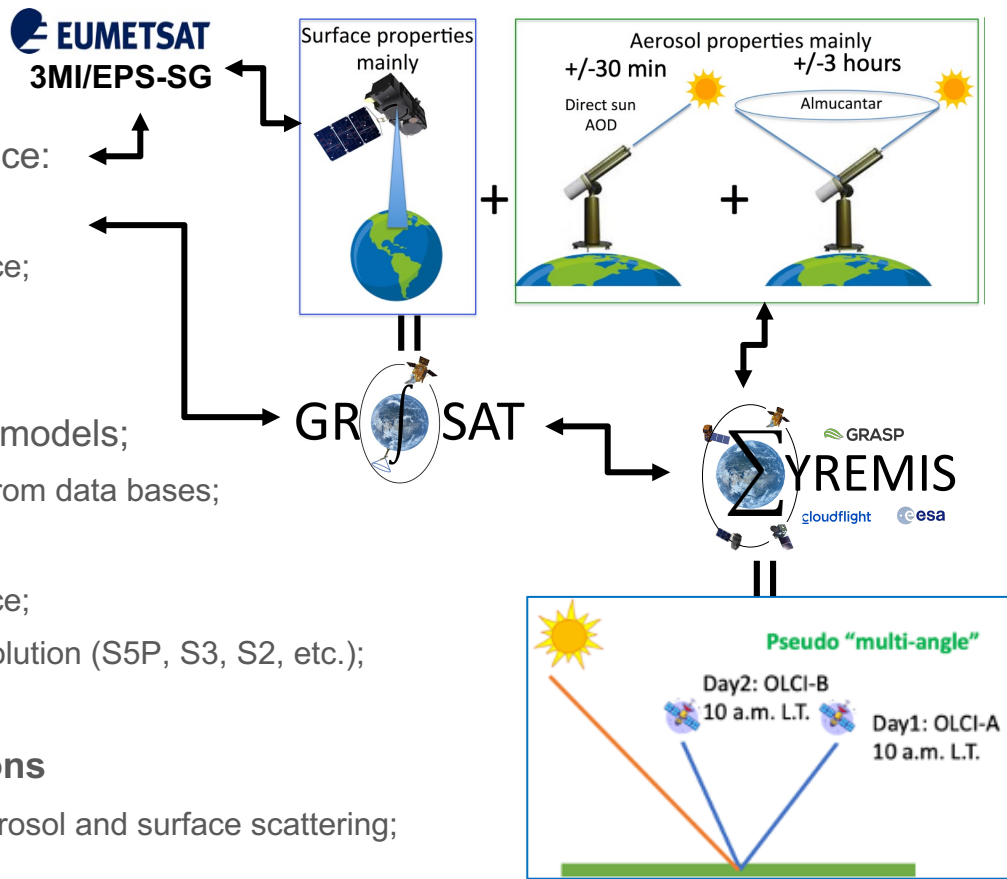 EUMETSAT
3MI/EPS-SG
ce:
ce;
models;
rom data bases;
ce;
olution (S5P, S3, S2, etc.);
ons
rosol and surface scattering;
Surface properties
mainly
Aerosol properties mainly
+/-30 min
+/-3 hours
Direct sun
AOD
Almucantar
+
+
GR∫SAT
GRASP
ΣYREMIS
cloudflight
esa
Pseudo “multi-angle”
Day2: OLCI-B
10 a.m. L.T.
Day1: OLCI-A
10 a.m. L.T.